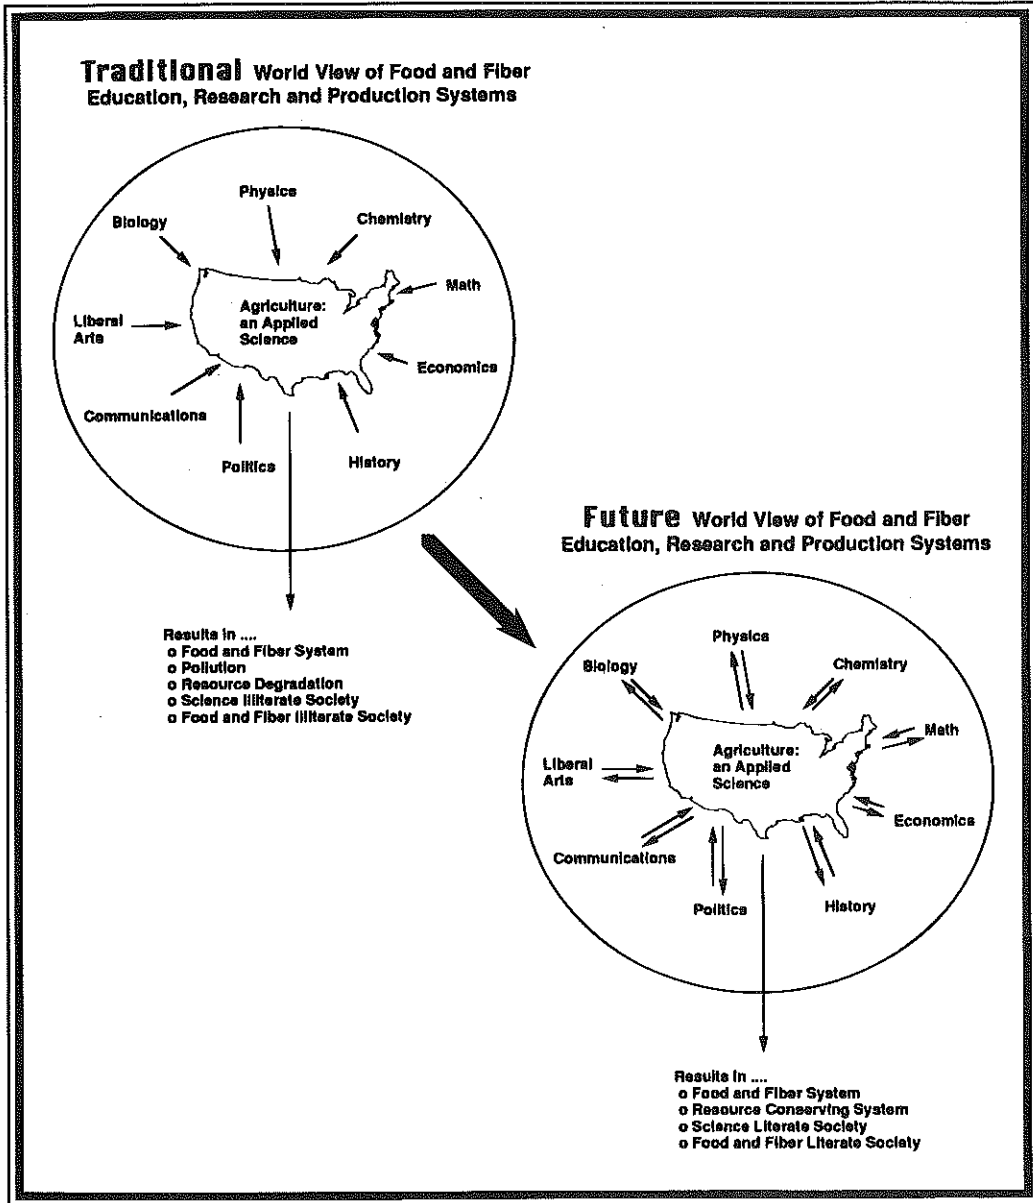 Traditional World View of Food and Fiber
Education, Research and Production Systems
Physics
Biology
Chemistry
Math
Agriculture:
an Applied
Science
Liberal
Arts
Economics
Communications
Politics
History
Results in ....
o Food and Fiber System
o Pollution
o Resource Degradation
o Science Illiterate Society
o Food and Fiber Illiterate Society
Future World View of Food and Fiber
Education, Research and Production Systems
Physics
Biology
Chemistry
Math
Agriculture:
an Applied
Science
Liberal
Arts
Economics
Communications
Politics
History
Results in ....
o Food and Fiber System
o Resource Conserving System
o Science Literate Society
o Food and Fiber Literate Society